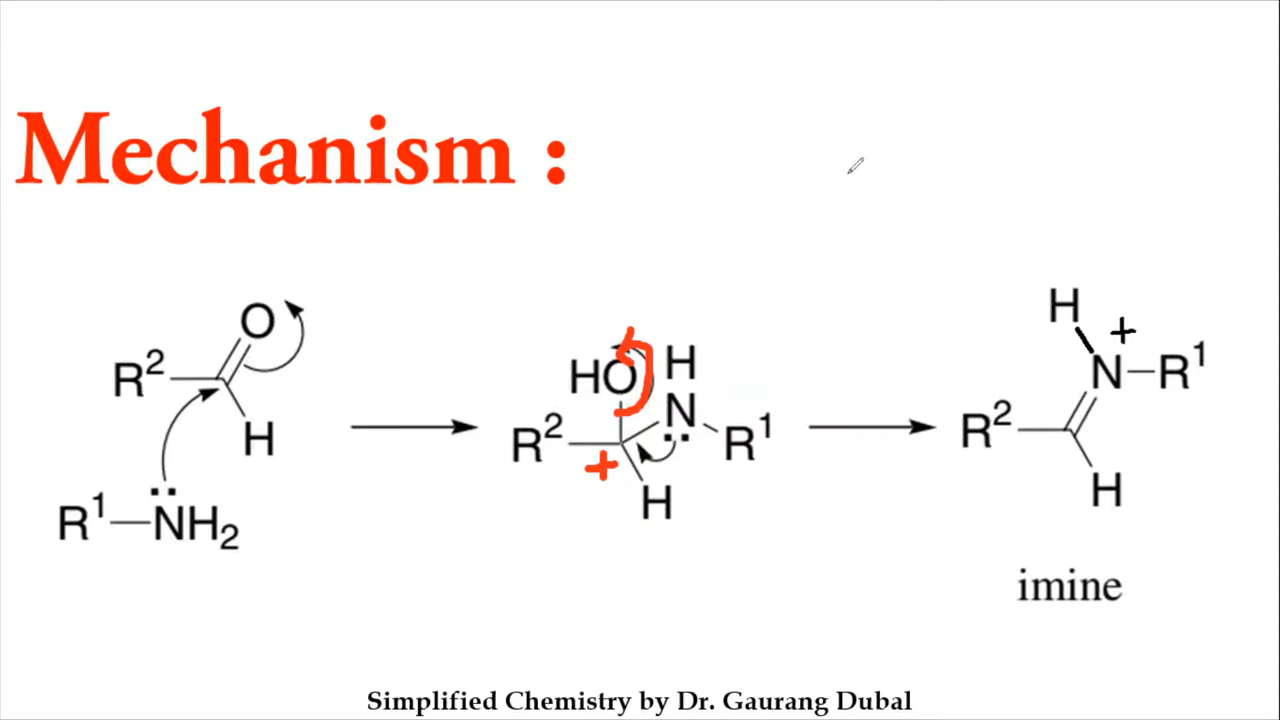 Mechanism :
O
R²
H
R¹—NH₂
HO H
N
R²
R¹
+
H
H +
N—R¹
R²
H
imine
Simplified Chemistry by Dr. Gaurang Dubal